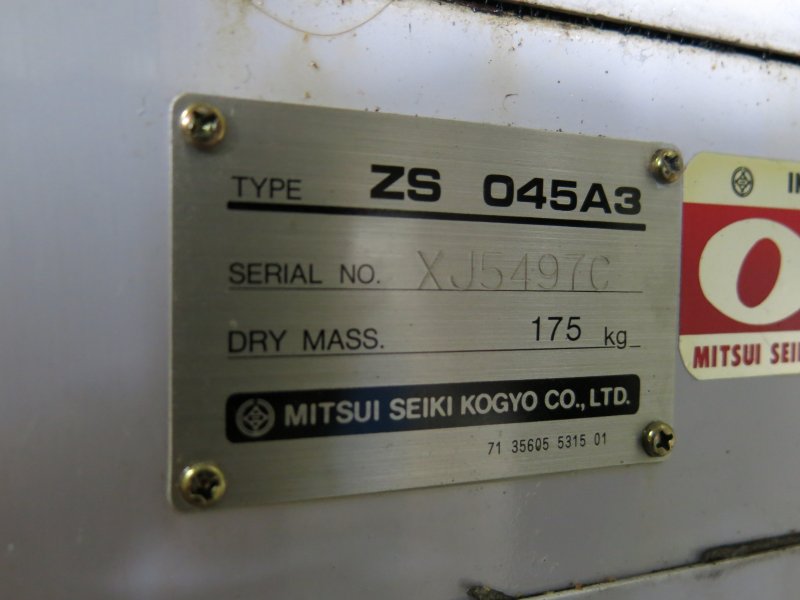 TYPE ZS 045A3
SERIAL NO. XJ5497C
DRY MASS. 175 kg
MITSUI SEIKI KOGYO CO., LTD.
71 35605 5315 01
O
MITSUI SEI